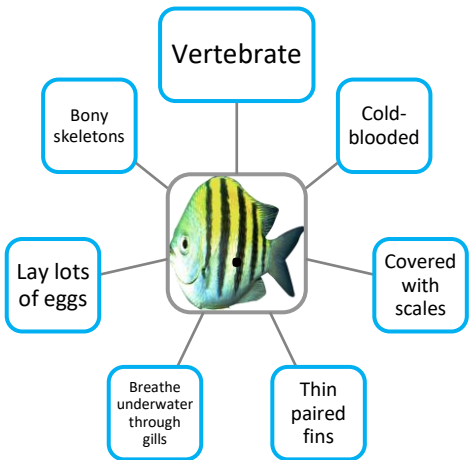 Vertebrate
Cold-
blooded
Covered
with
scales
Thin
paired
fins
Breathe
underwater
through
gills
Lay lots
of eggs
Bony
skeletons